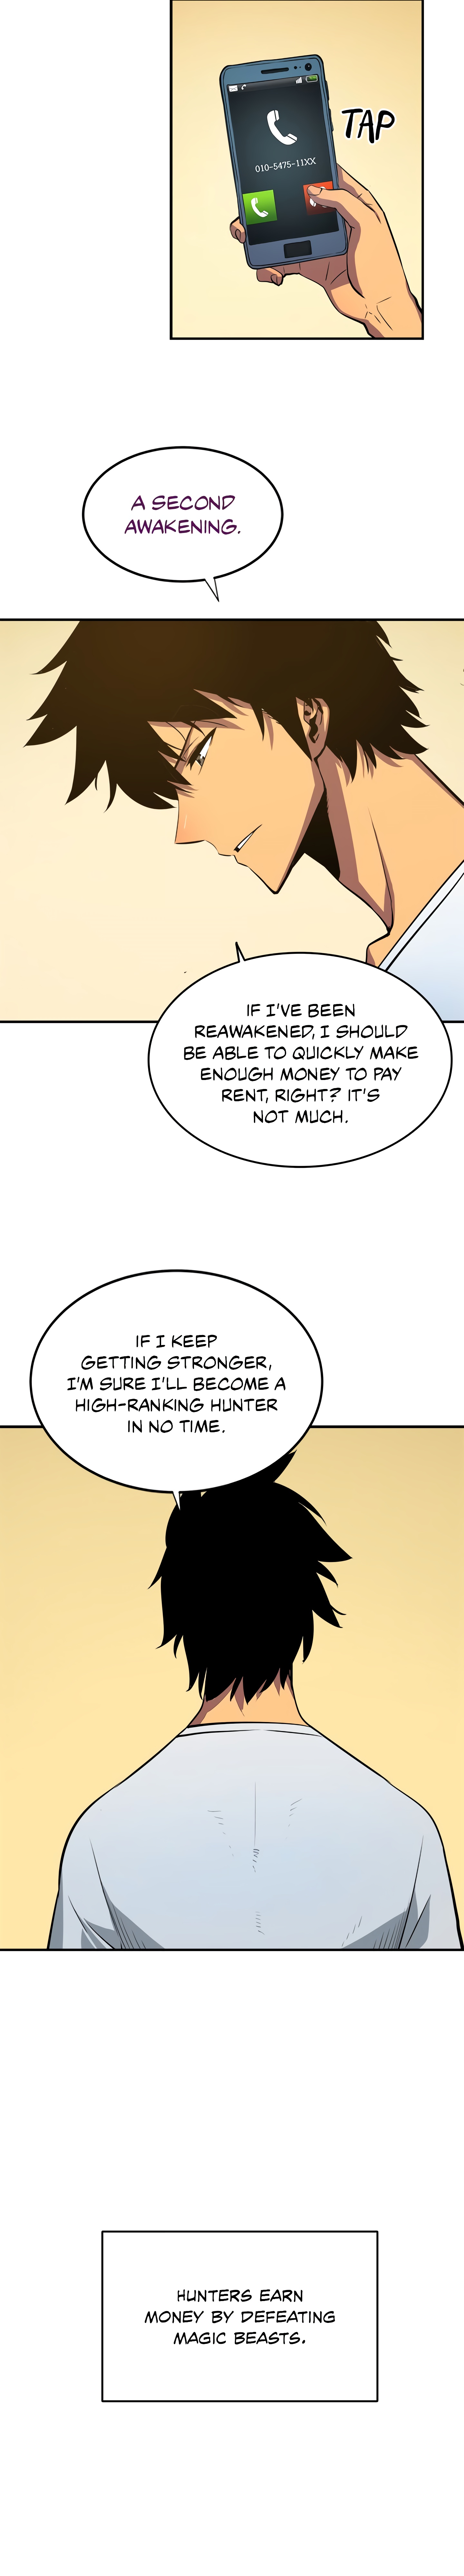 TAP
010-5475-11XX
A SECOND
AWAKENING.
IF I'VE BEEN
REAWAKENED, I SHOULD
BE ABLE TO QUICKLY MAKE
ENOUGH MONEY TO PAY
RENT, RIGHT? IT'S
NOT MUCH.
IF I KEEP
GETTING STRONGER,
I'M SURE I'LL BECOME A
HIGH-RANKING HUNTER
IN NO TIME.
HUNTERS EARN
MONEY BY DEFEATING
MAGIC BEASTS.